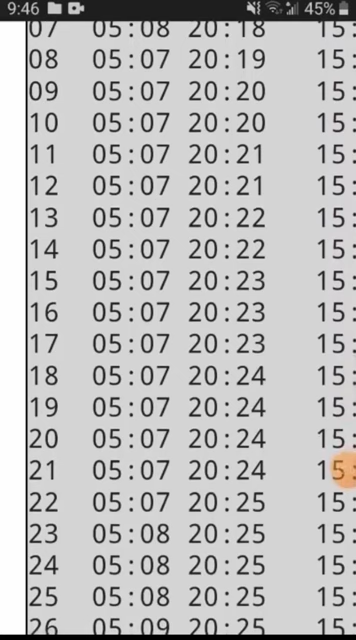 9:46 45%
07 05:08 20:18 15:
08 05:07 20:19 15:
09 05:07 20:20 15:
10 05:07 20:20 15:
11 05:07 20:21 15:
12 05:07 20:21 15:
13 05:07 20:22 15:
14 05:07 20:22 15:
15 05:07 20:23 15:
16 05:07 20:23 15:
17 05:07 20:23 15:
18 05:07 20:24 15:
19 05:07 20:24 15:
20 05:07 20:24 15:
21 05:07 20:24 15:
22 05:07 20:25 15:
23 05:08 20:25 15:
24 05:08 20:25 15:
25 05:08 20:25 15:
26 05:09 20:25 15: